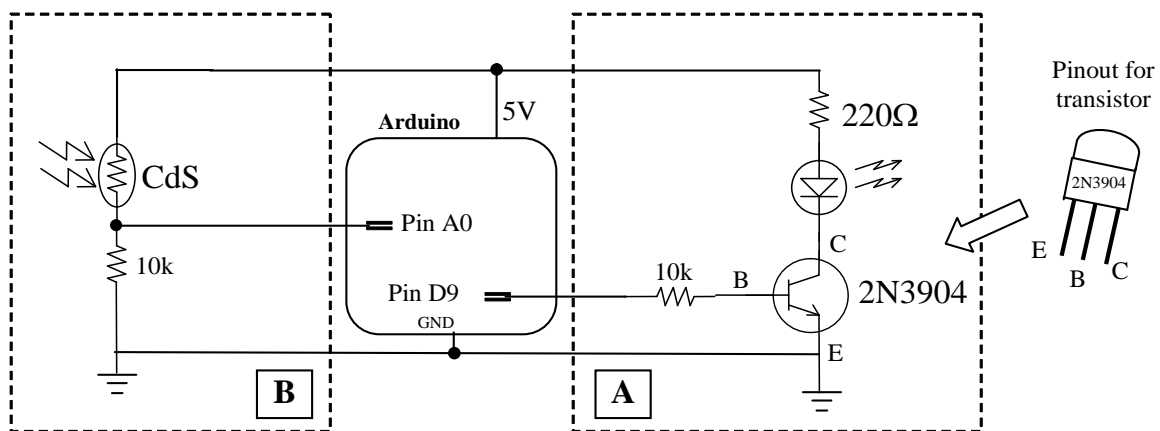 Pinout for
transistor
2N3904
E
B
C
5V
Arduino
220Ω
CdS
Pin A0
C
10k
10k
B
2N3904
Pin D9
GND
E
B
A